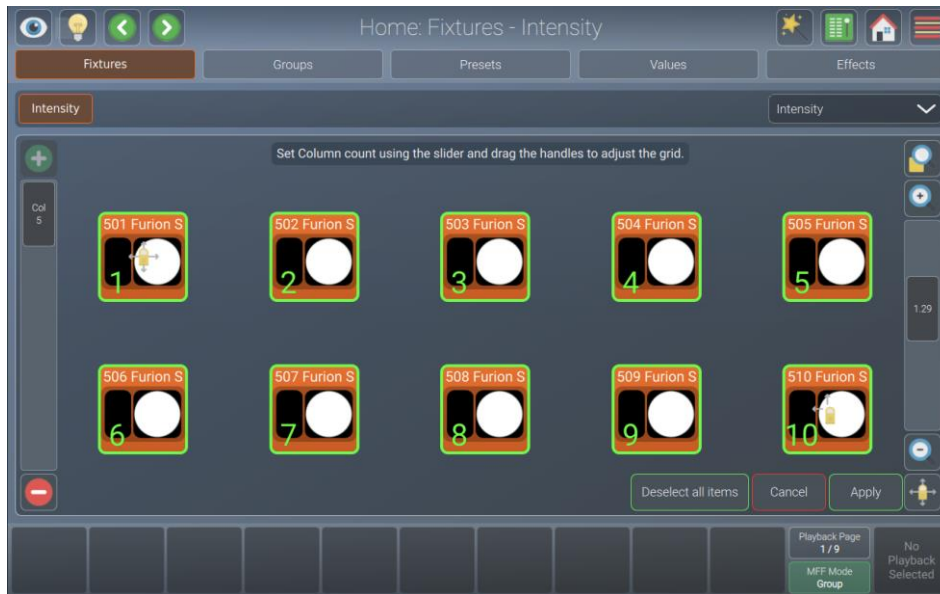 Home: Fixtures - Intensity
Fixtures Groups Presets Values Effects
Intensity Intensity
Set Column count using the slider and drag the handles to adjust the grid.
Col
5
501 Furion S 502 Furion S 503 Furion S 504 Furion S 505 Furion S
1 2 3 4 5
1.29
506 Furion S 507 Furion S 508 Furion S 509 Furion S 510 Furion S
6 7 8 9 10
Deselect all items Cancel Apply
Playback Page
1/9
MFF Mode
Group
No
Playback
Selected